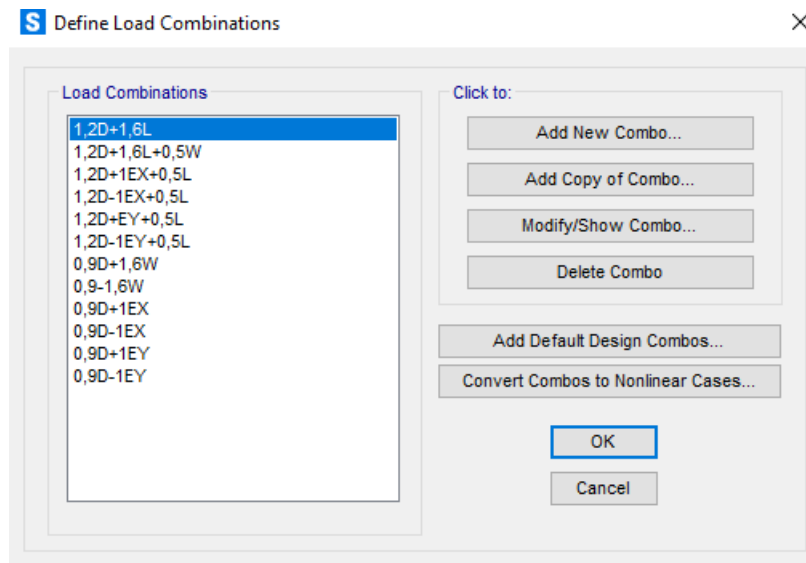 S Define Load Combinations
Load Combinations
1,2D+1,6L
1,2D+1,6L+0,5W
1,2D+1EX+0,5L
1,2D-1EX+0,5L
1,2D+EY+0,5L
1,2D-1EY+0,5L
0,9D+1,6W
0,9-1,6W
0,9D+1EX
0,9D-1EX
0,9D+1EY
0,9D-1EY
Click to:
Add New Combo...
Add Copy of Combo...
Modify/Show Combo...
Delete Combo
Add Default Design Combos...
Convert Combos to Nonlinear Cases...
OK
Cancel